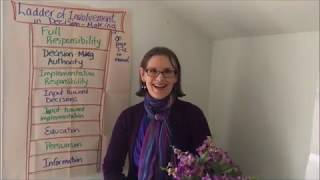 Ladder of Involvement
in Decision-Making
Full
Responsibility
Decision-Making
Authority
Implementation
Responsibility
Input toward
Decisions
Input toward
implementation
Education
Persuasion
Information